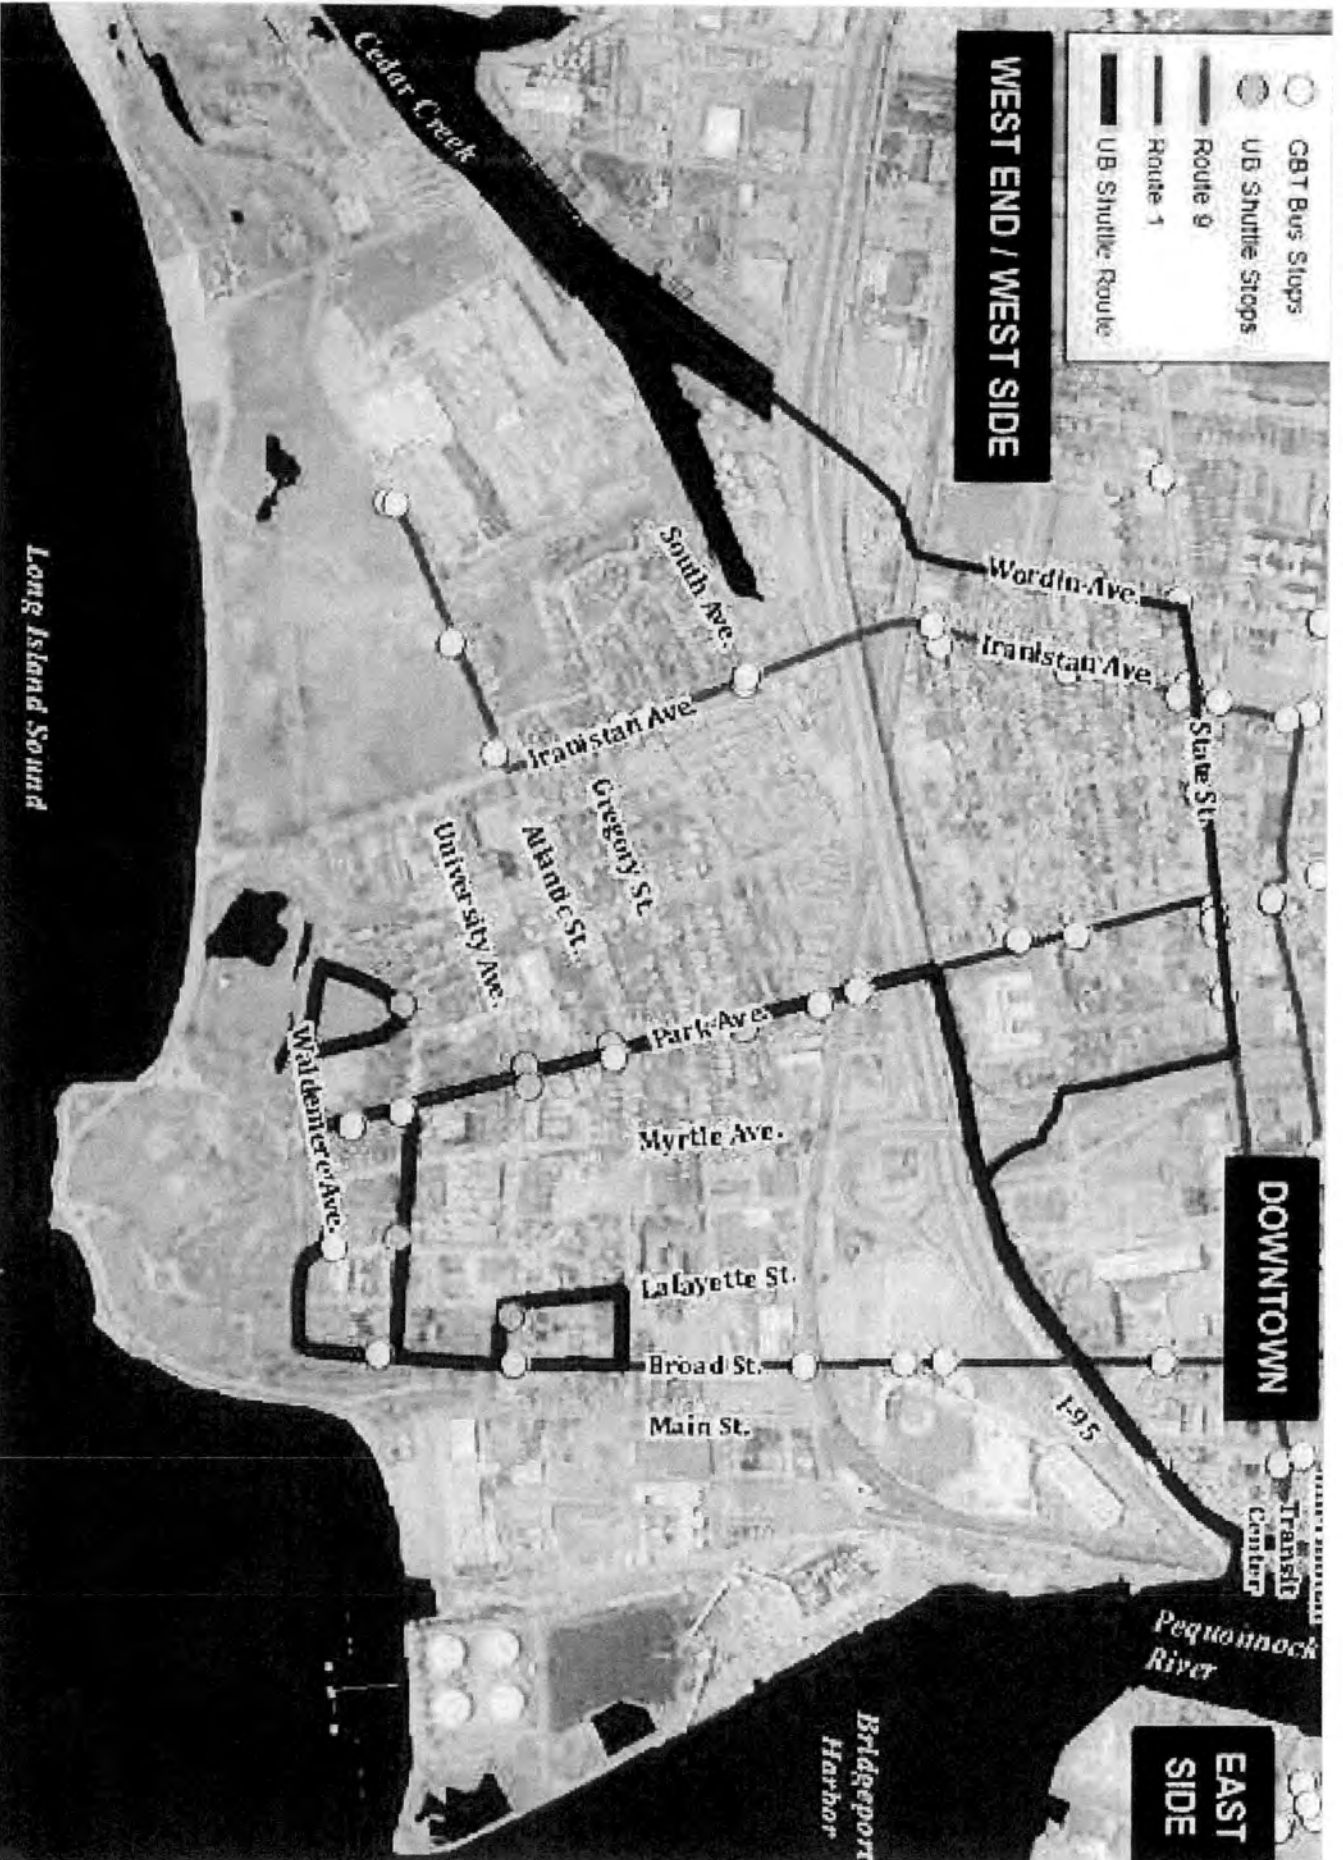 GBT Bus Stops
UB Shuttle Stops
Route 9
Route 1
UB Shuttle Route
WEST END / WEST SIDE
DOWNTOWN
EAST
SIDE
Transit
Center
Pequonnock
River
Bridgeport
Harbor
Cedar Creek
Long Island Sound
Wordin Ave.
Iranistan Ave.
State St.
South Ave.
Iranistan Ave.
Gregory St.
Atlantic St.
University Ave.
Park Ave.
Waldemere Ave.
Myrtle Ave.
Lafayette St.
Broad St.
Main St.
I-95